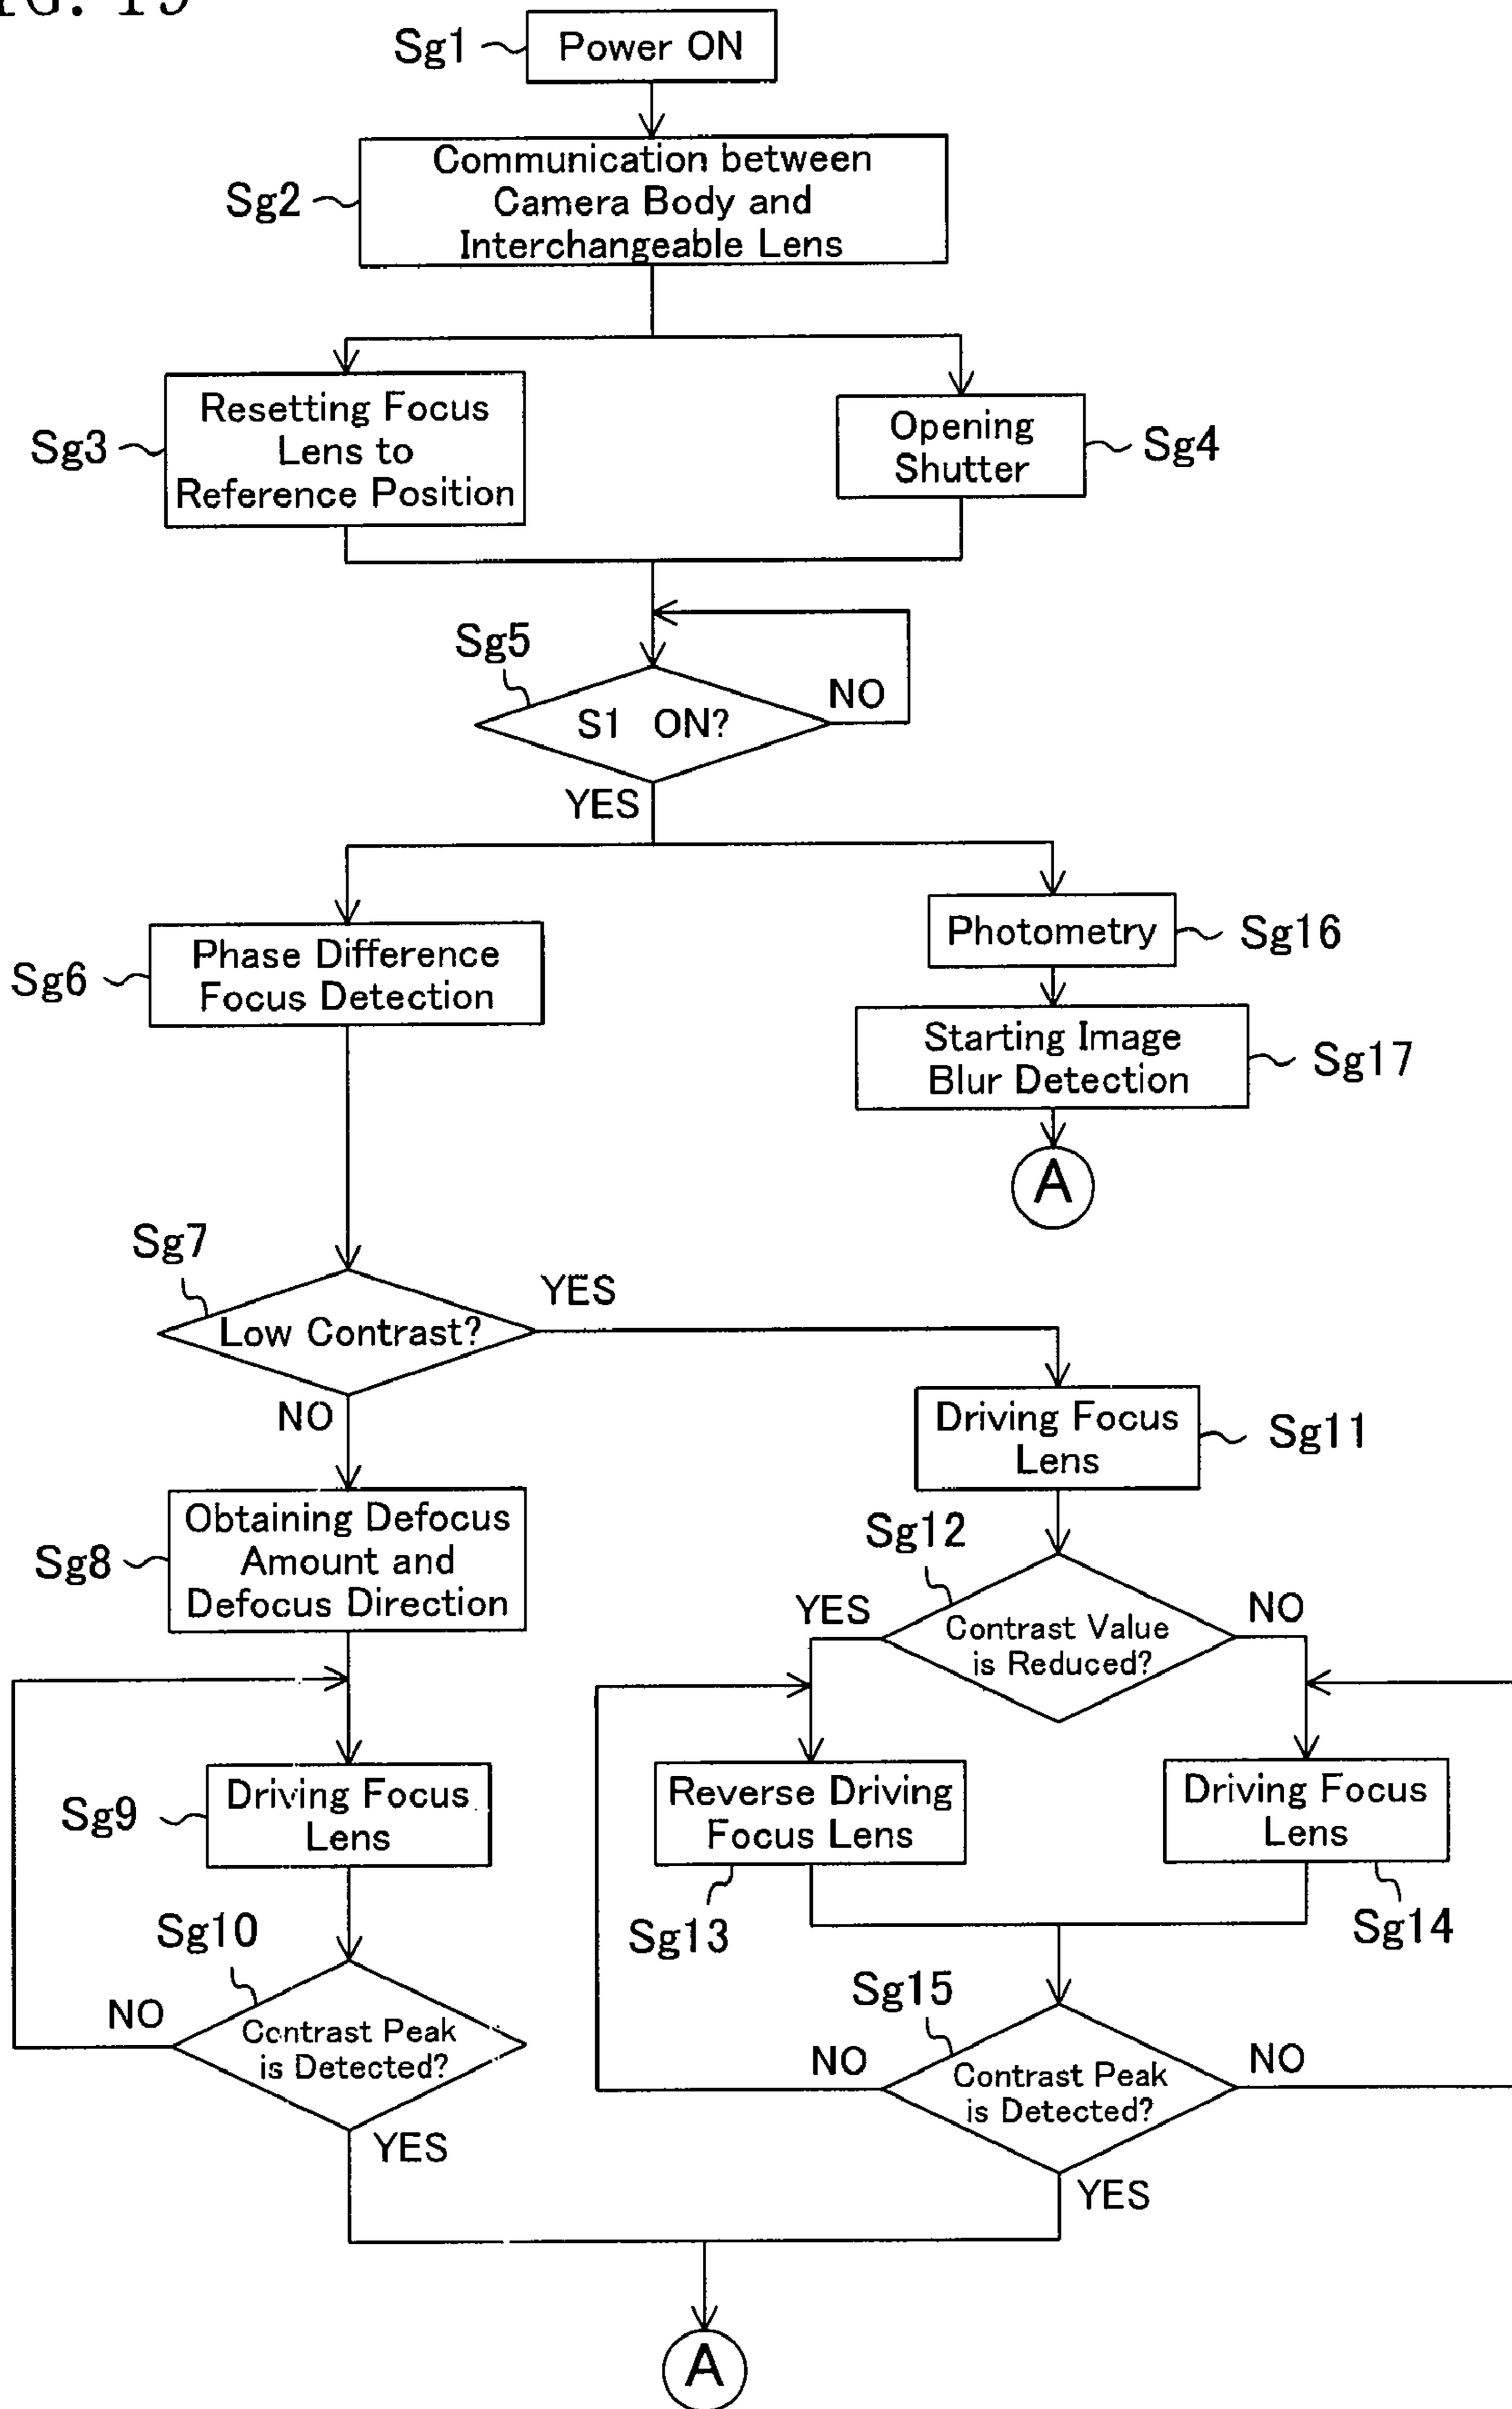 Sg1
Power ON
Sg2
Communication between
Camera Body and
Interchangeable Lens
Sg3
Resetting Focus
Lens to
Reference Position
Opening
Shutter
Sg4
Sg5
S1 ON?
NO
YES
Sg6
Phase Difference
Focus Detection
Photometry
Sg16
Starting Image
Blur Detection
Sg17
A
Sg7
Low Contrast?
YES
NO
Driving Focus
Lens
Sg11
Sg8
Obtaining Defocus
Amount and
Defocus Direction
Sg12
YES
Contrast Value
is Reduced?
NO
Sg9
Driving Focus
Lens
Reverse Driving
Focus Lens
Sg13
Driving Focus
Lens
Sg14
Sg10
NO
Contrast Peak
is Detected?
YES
Sg15
NO
Contrast Peak
is Detected?
NO
YES
A